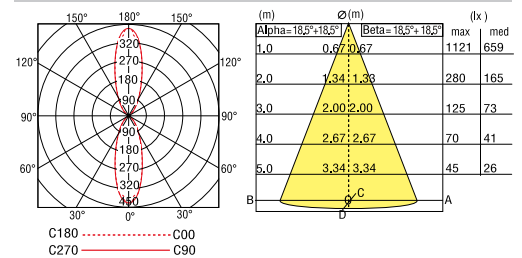 150° 180° 150°
320
270
180
90
120° 120°
90° 90°
90
180
270
320
450
60° 60°
30° 0° 30°
C180 C00
C270 C90
(m) Ø(m) (lx)
Alpha=18.5°+18.5° Beta=18.5°+18.5° max med
1.0 0.67 0.67 1121 659
2.0 1.34 1.33 280 165
3.0 2.00 2.00 125 73
4.0 2.67 2.67 70 41
5.0 3.34 3.34 45 26
C
B O A
D